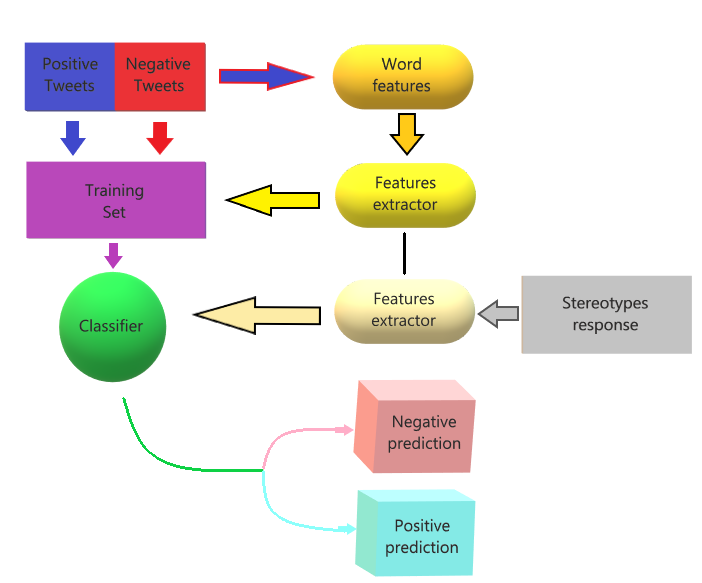 Positive
Tweets
Negative
Tweets
Word
features
Training
Set
Features
extractor
Classifier
Features
extractor
Stereotypes
response
Negative
prediction
Positive
prediction